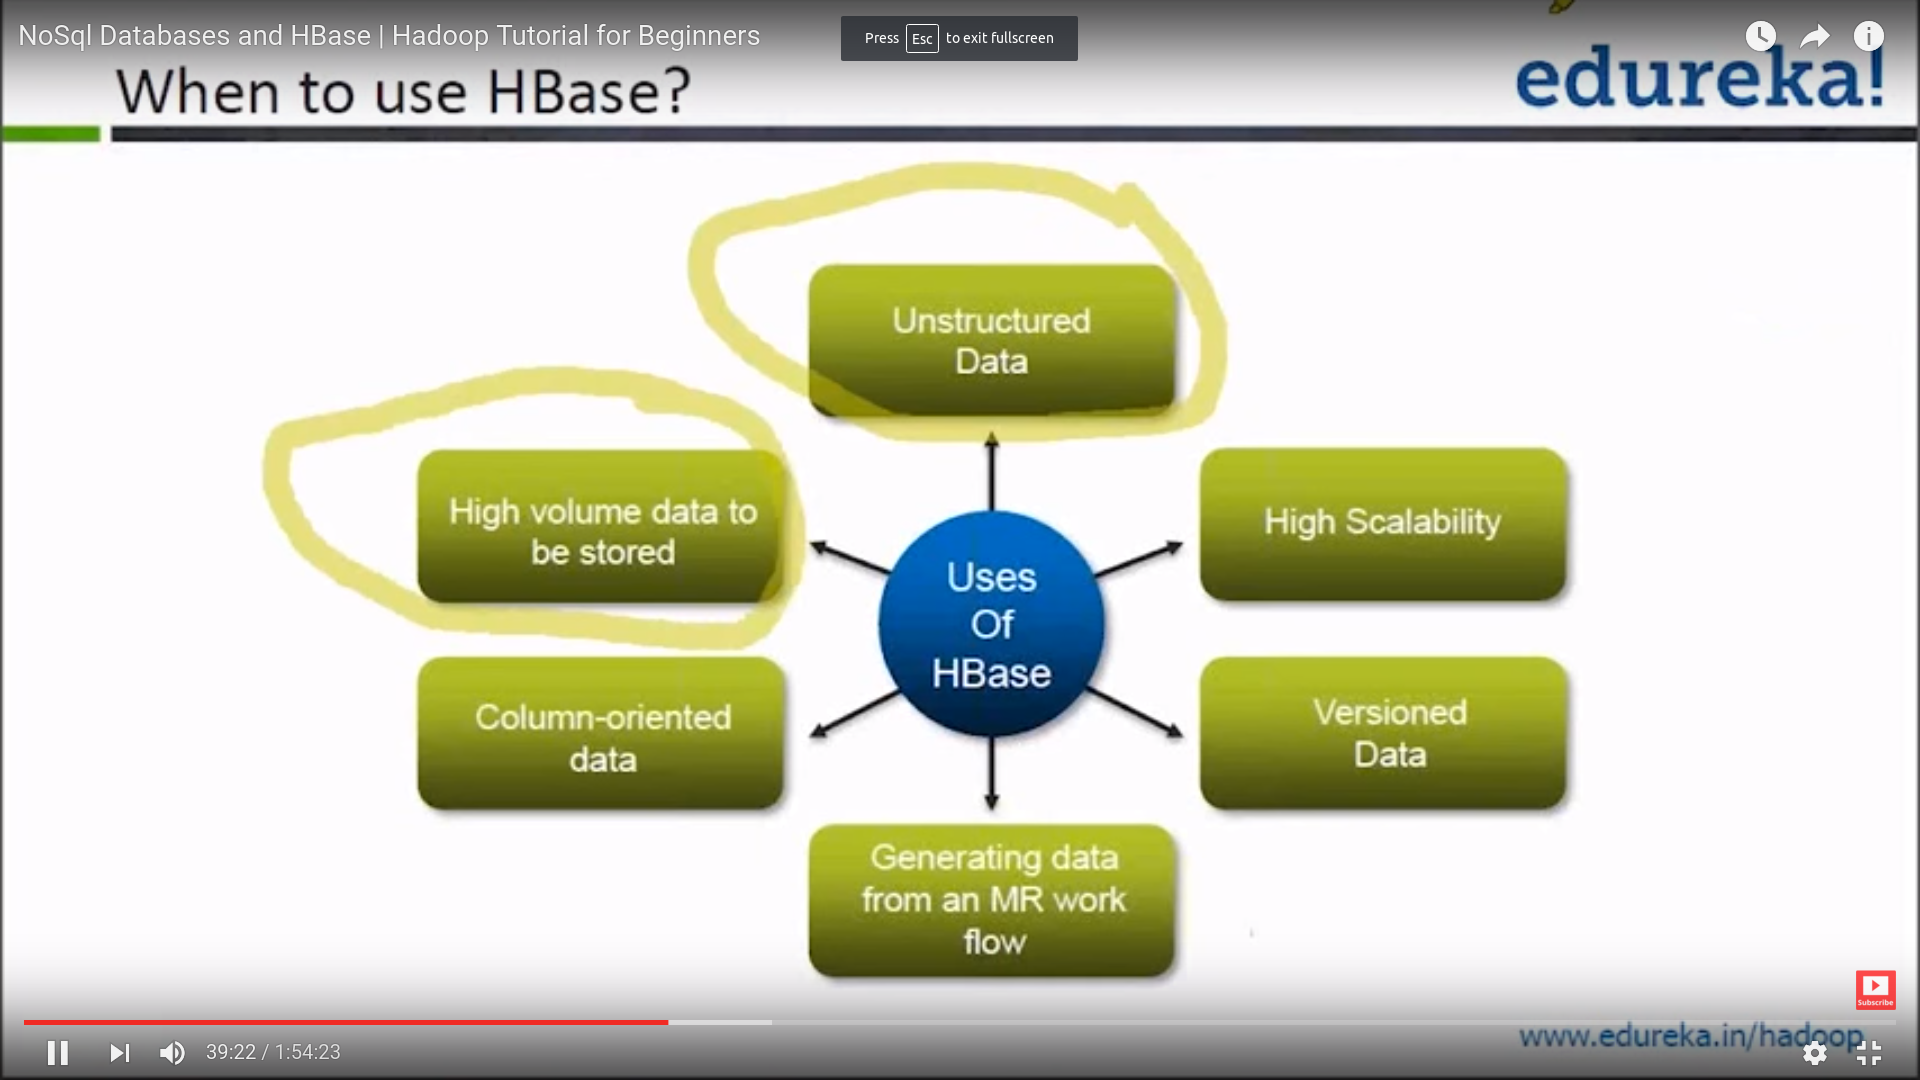 NoSql Databases and HBase | Hadoop Tutorial for Beginners
Press Esc to exit fullscreen
When to use HBase?
edureka!
Unstructured
Data
High volume data to
be stored
High Scalability
Uses
Of
HBase
Column-oriented
data
Versioned
Data
Generating data
from an MR work
flow
Subscribe
www.edureka.in/hadoop
39:22 / 1:54:23